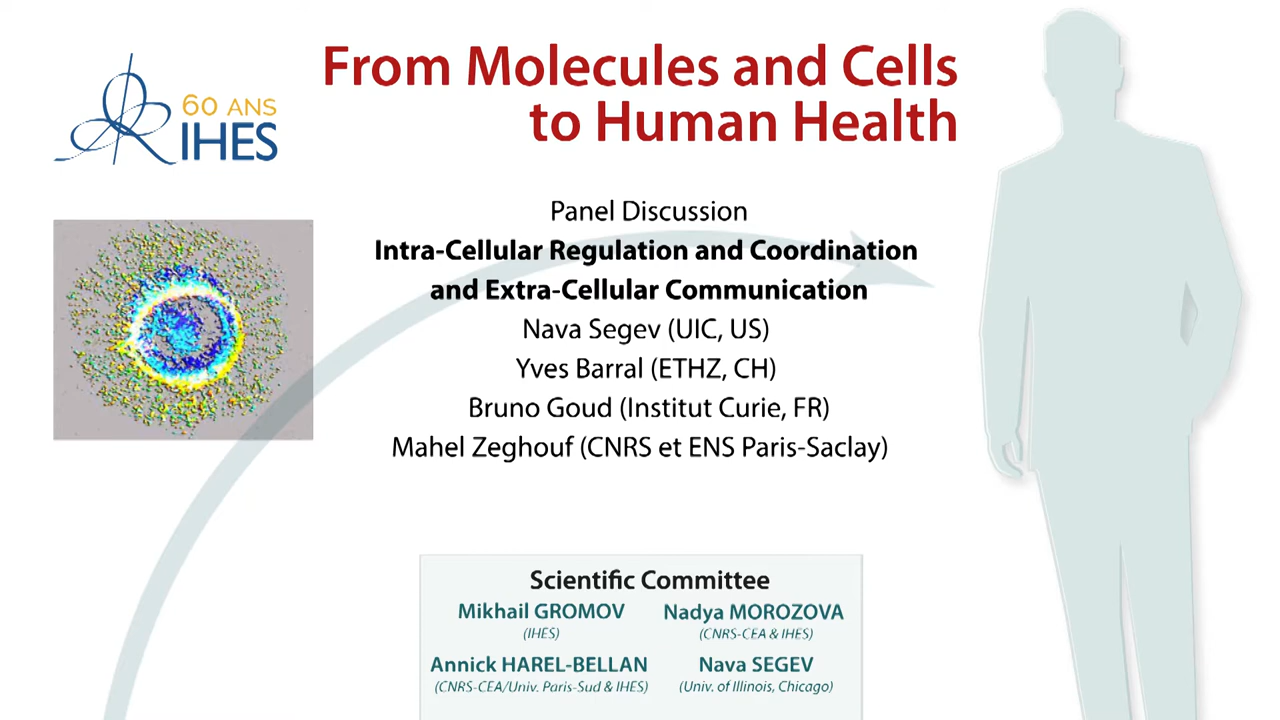 From Molecules and Cells
to Human Health
60 ANS
IHES
Panel Discussion
Intra-Cellular Regulation and Coordination
and Extra-Cellular Communication
Nava Segev (UIC, US)
Yves Barral (ETHZ, CH)
Bruno Goud (Institut Curie, FR)
Mahel Zeghouf (CNRS et ENS Paris-Saclay)
Scientific Committee
Mikhail GROMOV
(IHES)
Nadya MOROZOVA
(CNRS-CEA & IHES)
Annick HAREL-BELLAN
(CNRS-CEA/Univ. Paris-Sud & IHES)
Nava SEGEV
(Univ. of Illinois, Chicago)